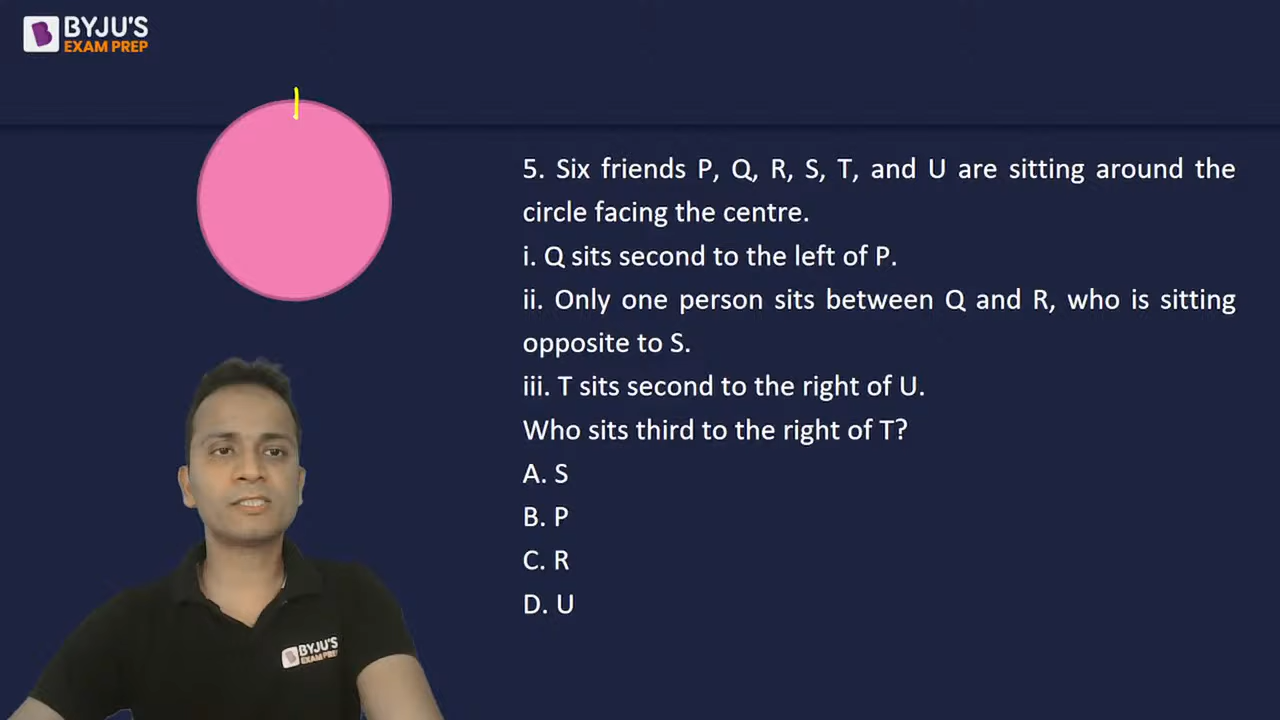 BYJU'S
EXAM PREP
5. Six friends P, Q, R, S, T, and U are sitting around the
circle facing the centre.
i. Q sits second to the left of P.
ii. Only one person sits between Q and R, who is sitting
opposite to S.
iii. T sits second to the right of U.
Who sits third to the right of T?
A. S
B. P
C. R
D. U
BYJU'S
EXAM PREP